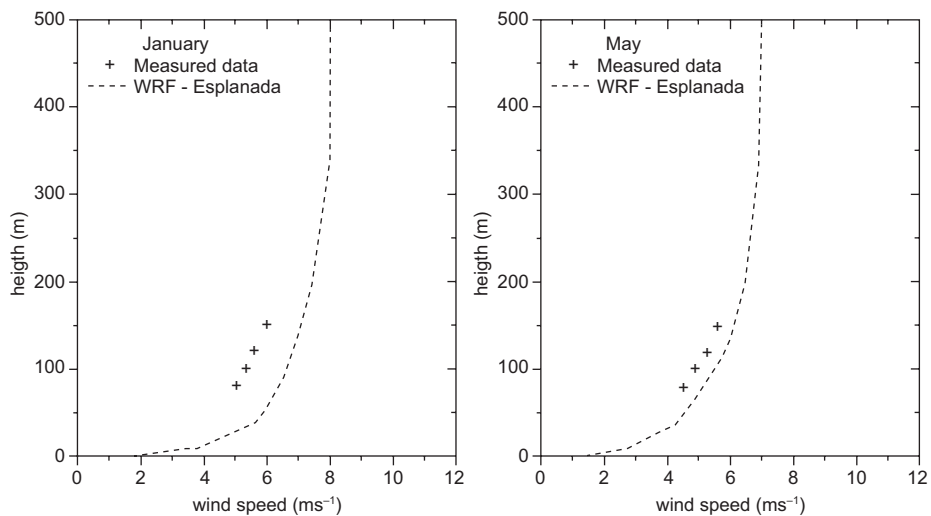 500
400
300
200
100
0
heigth (m)
January
+ Measured data
----- WRF - Esplanada
0 2 4 6 8 10 12
wind speed (ms⁻¹)
500
400
300
200
100
0
heigth (m)
May
+ Measured data
----- WRF - Esplanada
0 2 4 6 8 10 12
wind speed (ms⁻¹)